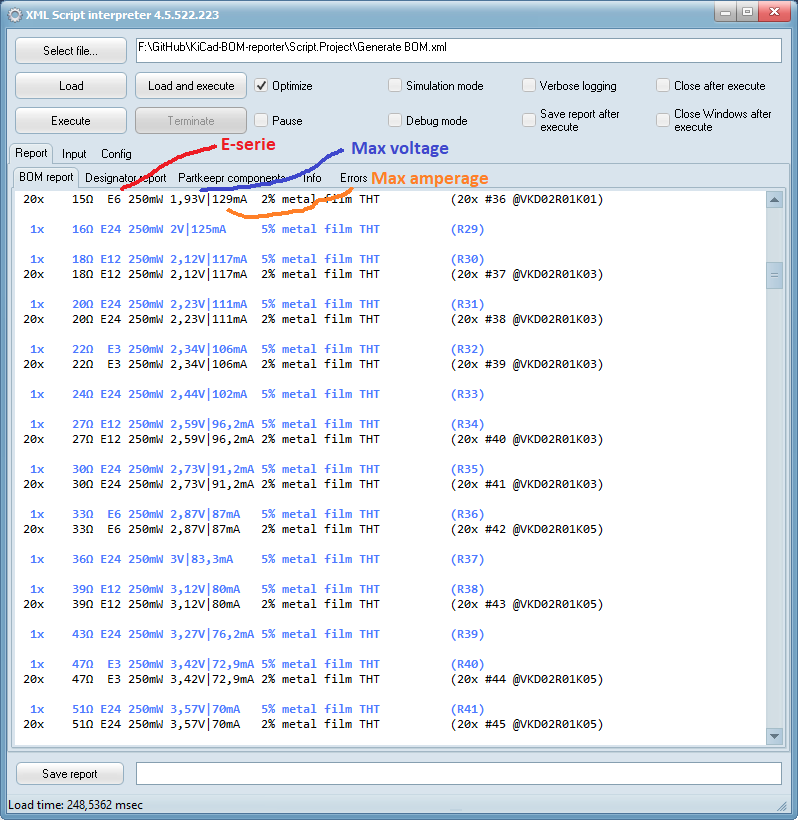 XML Script interpreter 4.5.522.223
Select file...
F:\GitHub\KiCad-BOM-reporter\Script.Project\Generate BOM.xml
Load Load and execute Optimize Simulation mode Verbose logging Close after execute
Execute Terminate Pause Debug mode Save report after execute Close Windows after execute
Report Input Config
E-serie
Max voltage
BOM report Designator report Partkeepr components Info Errors
Max amperage
20x 15Ω E6 250mW 1,93V|129mA 2% metal film THT (20x #36 @VKD02R01K01)
1x 16Ω E24 250mW 2V|125mA 5% metal film THT (R29)
1x 18Ω E12 250mW 2,12V|117mA 5% metal film THT (R30)
20x 18Ω E12 250mW 2,12V|117mA 2% metal film THT (20x #37 @VKD02R01K03)
1x 20Ω E24 250mW 2,23V|111mA 5% metal film THT (R31)
20x 20Ω E24 250mW 2,23V|111mA 2% metal film THT (20x #38 @VKD02R01K03)
1x 22Ω E3 250mW 2,34V|106mA 5% metal film THT (R32)
20x 22Ω E3 250mW 2,34V|106mA 2% metal film THT (20x #39 @VKD02R01K03)
1x 24Ω E24 250mW 2,44V|102mA 5% metal film THT (R33)
1x 27Ω E12 250mW 2,59V|96,2mA 5% metal film THT (R34)
20x 27Ω E12 250mW 2,59V|96,2mA 2% metal film THT (20x #40 @VKD02R01K03)
1x 30Ω E24 250mW 2,73V|91,2mA 5% metal film THT (R35)
20x 30Ω E24 250mW 2,73V|91,2mA 2% metal film THT (20x #41 @VKD02R01K03)
1x 33Ω E6 250mW 2,87V|87mA 5% metal film THT (R36)
20x 33Ω E6 250mW 2,87V|87mA 2% metal film THT (20x #42 @VKD02R01K05)
1x 36Ω E24 250mW 3V|83,3mA 5% metal film THT (R37)
1x 39Ω E12 250mW 3,12V|80mA 5% metal film THT (R38)
20x 39Ω E12 250mW 3,12V|80mA 2% metal film THT (20x #43 @VKD02R01K05)
1x 43Ω E24 250mW 3,27V|76,2mA 5% metal film THT (R39)
1x 47Ω E3 250mW 3,42V|72,9mA 5% metal film THT (R40)
20x 47Ω E3 250mW 3,42V|72,9mA 2% metal film THT (20x #44 @VKD02R01K05)
1x 51Ω E24 250mW 3,57V|70mA 5% metal film THT (R41)
20x 51Ω E24 250mW 3,57V|70mA 2% metal film THT (20x #45 @VKD02R01K05)
Save report
Load time: 248,5362 msec